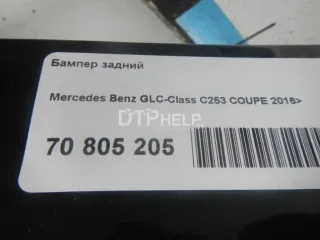 Бампер задний
Mercedes Benz GLC-Class C253 COUPE 2016>
DTPHELP
70 805 205